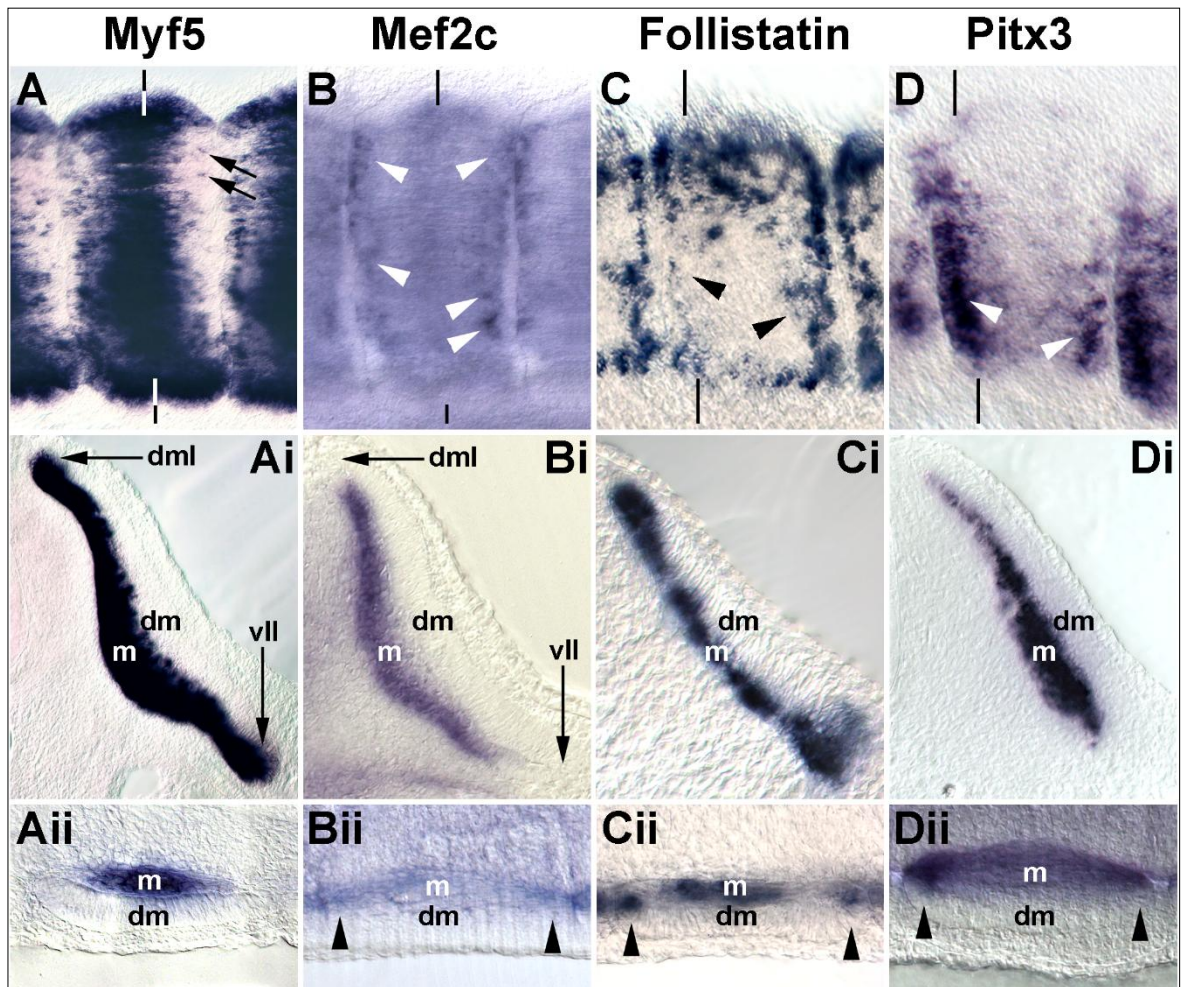 Myf5 Mef2c Follistatin Pitx3
A B C D
Ai Bi Ci Di
dml dml
dm dm dm dm
m m m m
vll vll
Aii Bii Cii Dii
m m m m
dm dm dm dm